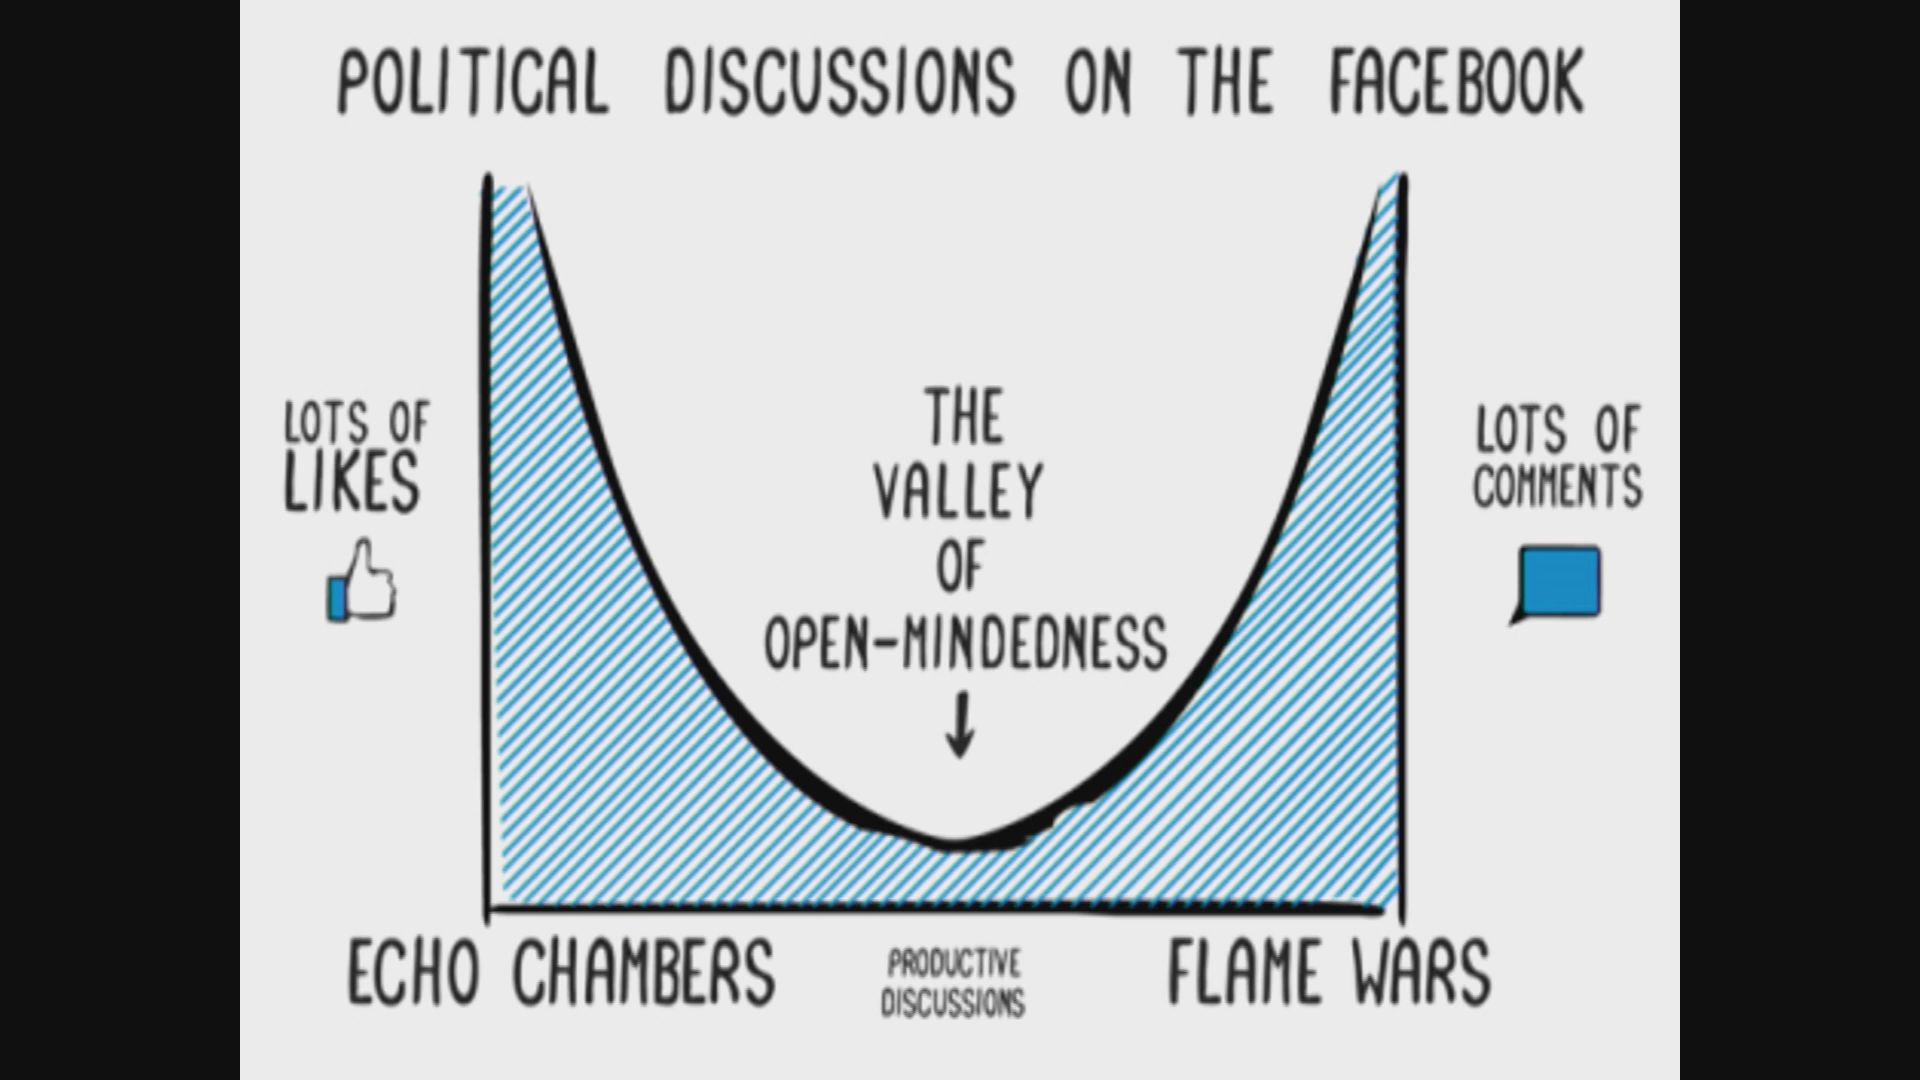 POLITICAL DISCUSSIONS ON THE FACEBOOK
LOTS OF
LIKES
THE
VALLEY
OF
OPEN-MINDEDNESS
LOTS OF
COMMENTS
ECHO CHAMBERS
PRODUCTIVE
DISCUSSIONS
FLAME WARS